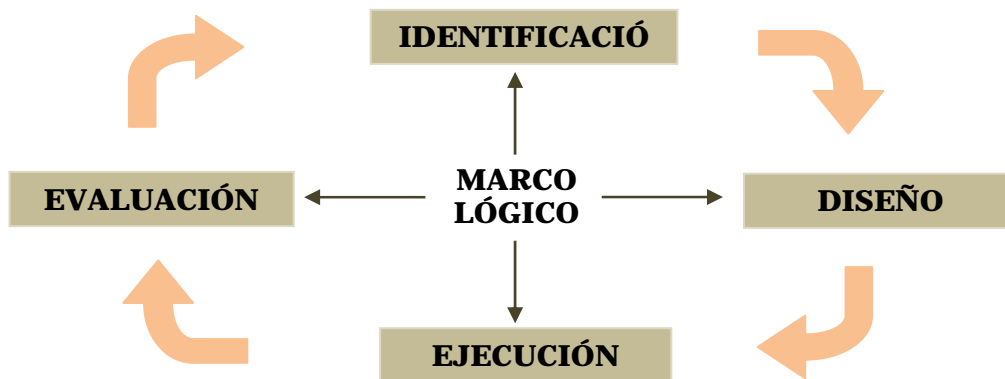 IDENTIFICACIÓ
EVALUACIÓN
MARCO
LÓGICO
DISEÑO
EJECUCIÓN